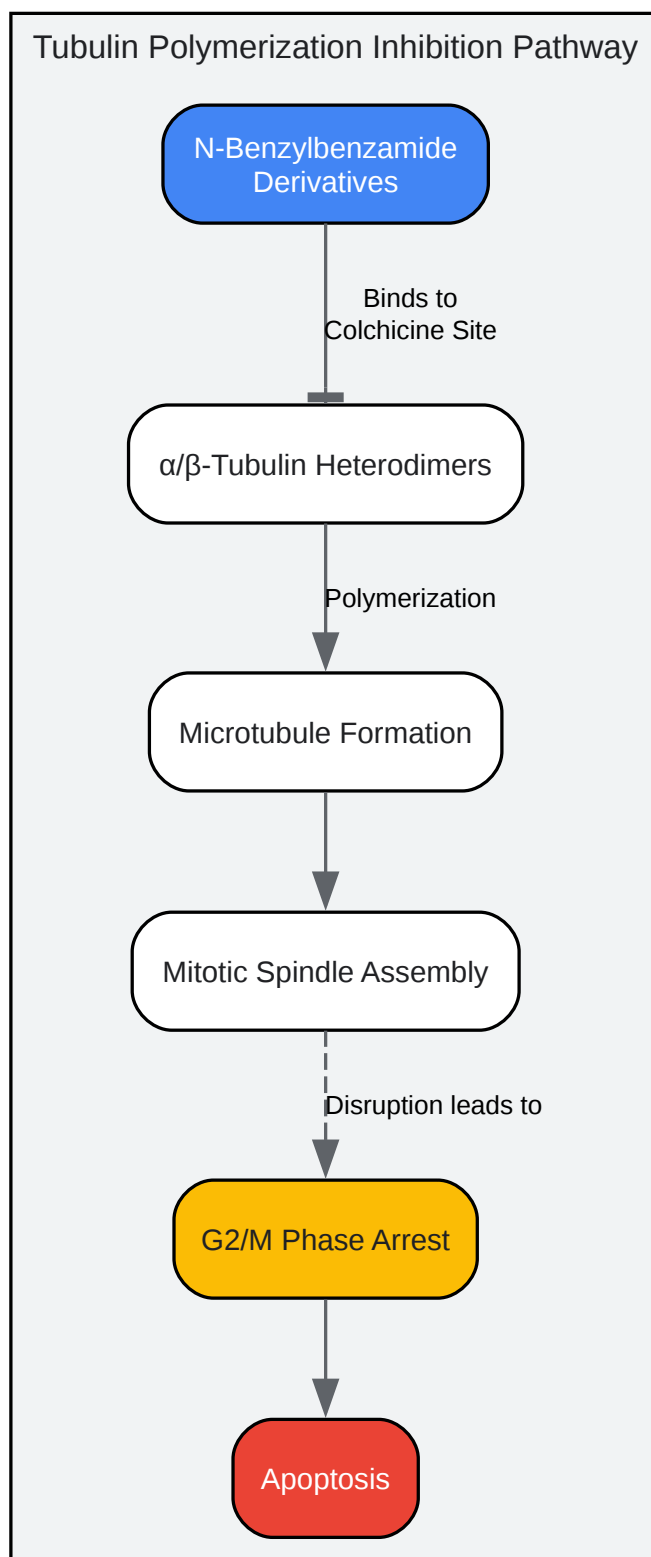 Tubulin Polymerization Inhibition Pathway
N-Benzylbenzamide
Derivatives
Binds to
Colchicine Site
α/β-Tubulin Heterodimers
Polymerization
Microtubule Formation
Mitotic Spindle Assembly
Disruption leads to
G2/M Phase Arrest
Apoptosis